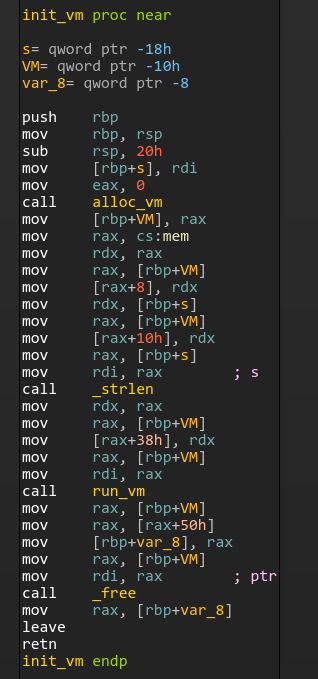 init_vm proc near
s= qword ptr -18h
VM= qword ptr -10h
var_8= qword ptr -8
push rbp
mov rbp, rsp
sub rsp, 20h
mov [rbp+s], rdi
mov eax, 0
call alloc_vm
mov [rbp+VM], rax
mov rax, cs:mem
mov rdx, rax
mov rax, [rbp+VM]
mov [rax+8], rdx
mov rdx, [rbp+s]
mov rax, [rbp+VM]
mov [rax+10h], rdx
mov rax, [rbp+s]
mov rdi, rax ; s
call _strlen
mov rdx, rax
mov rax, [rbp+VM]
mov [rax+38h], rdx
mov rax, [rbp+VM]
mov rdi, rax
call run_vm
mov rax, [rbp+VM]
mov rax, [rax+50h]
mov [rbp+var_8], rax
mov rax, [rbp+VM]
mov rdi, rax ; ptr
call _free
mov rax, [rbp+var_8]
leave
retn
init_vm endp